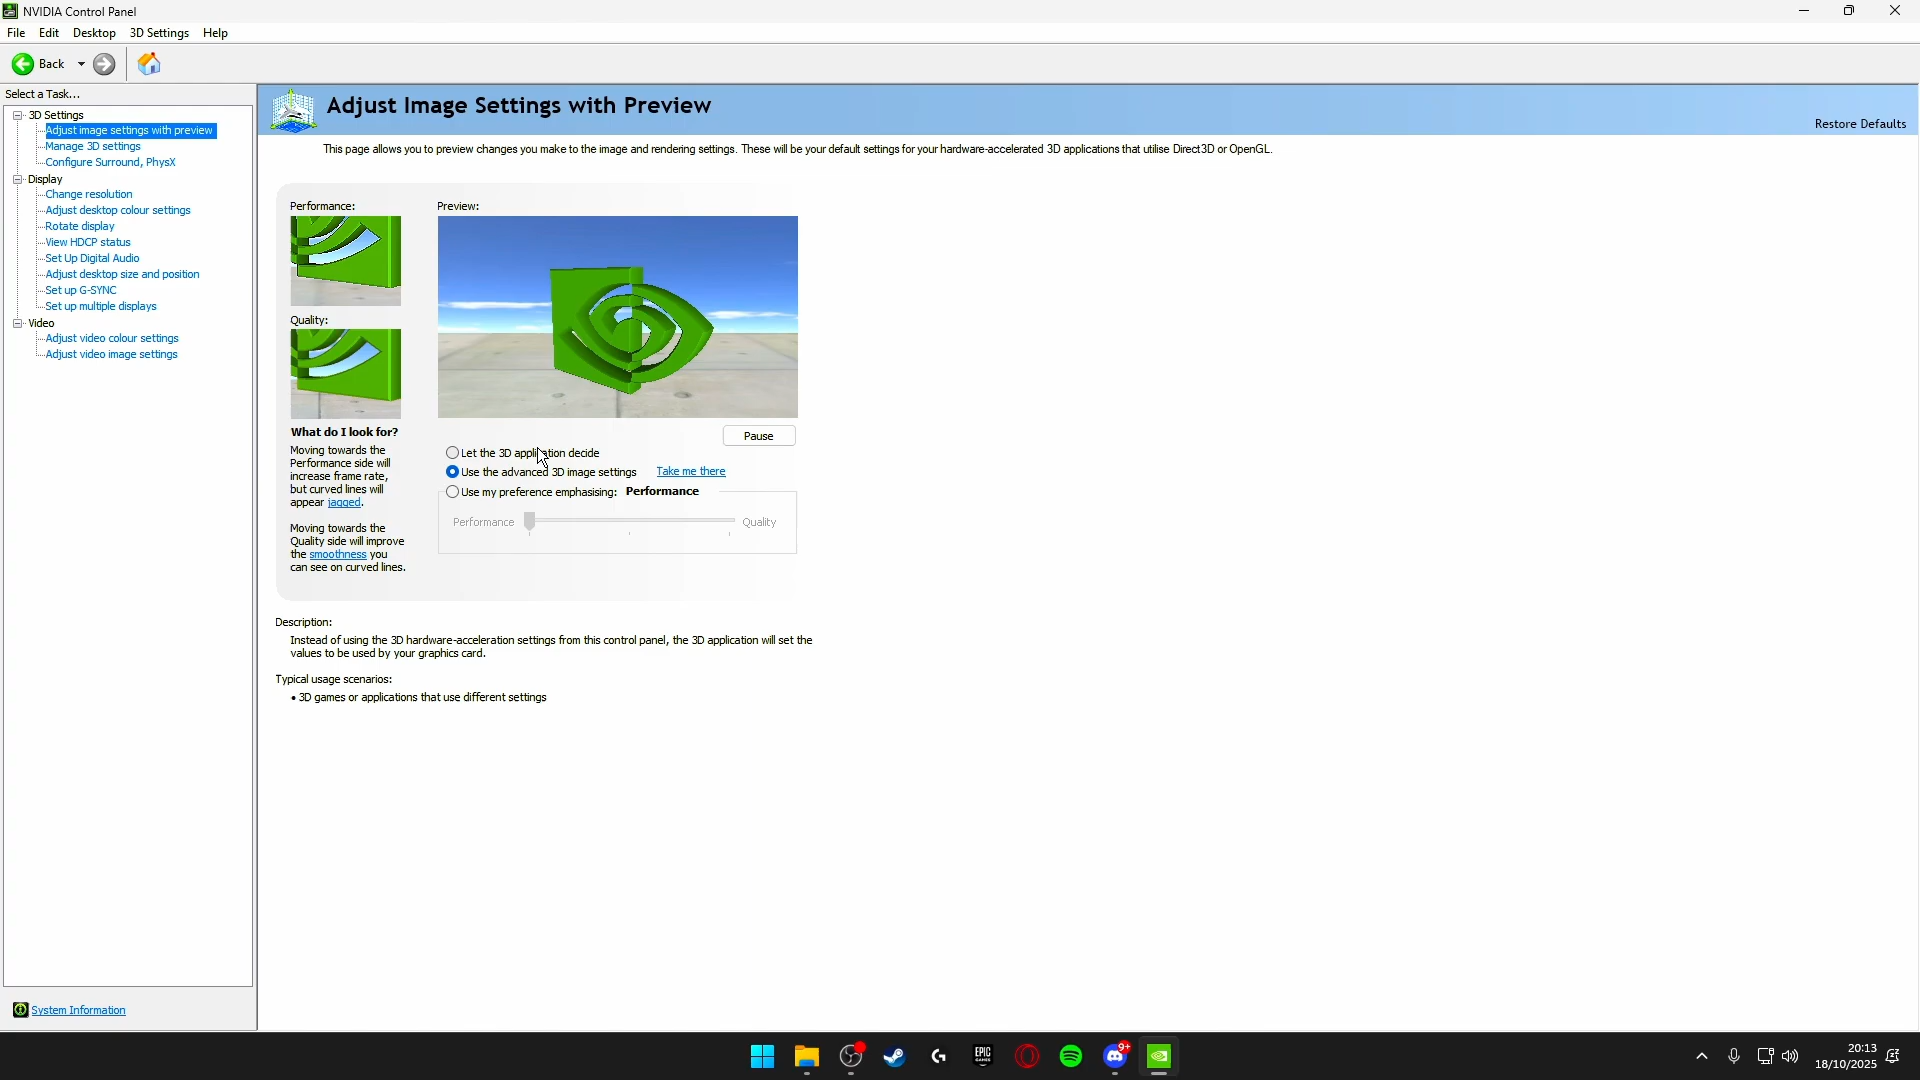 NVIDIA Control Panel
File Edit Desktop 3D Settings Help
Back
Select a Task...
3D Settings
Adjust image settings with preview
Manage 3D settings
Configure Surround, PhysX
Display
Change resolution
Adjust desktop colour settings
Rotate display
View HDCP status
Set Up Digital Audio
Adjust desktop size and position
Set up G-SYNC
Set up multiple displays
Video
Adjust video colour settings
Adjust video image settings
System Information
Adjust Image Settings with Preview
Restore Defaults
This page allows you to preview changes you make to the image and rendering settings. These will be your default settings for your hardware-accelerated 3D applications that utilise Direct3D or OpenGL.
Performance:
Quality:
What do I look for?
Moving towards the
Performance side will
increase frame rate,
but curved lines will
appear jagged.
Moving towards the
Quality side will improve
the smoothness you
can see on curved lines.
Preview:
Pause
Let the 3D application decide
Use the advanced 3D image settings Take me there
Use my preference emphasising: Performance
Performance Quality
Description:
Instead of using the 3D hardware-acceleration settings from this control panel, the 3D application will set the
values to be used by your graphics card.
Typical usage scenarios:
• 3D games or applications that use different settings
EPIC
GAMES
9+
20:13
18/10/2025